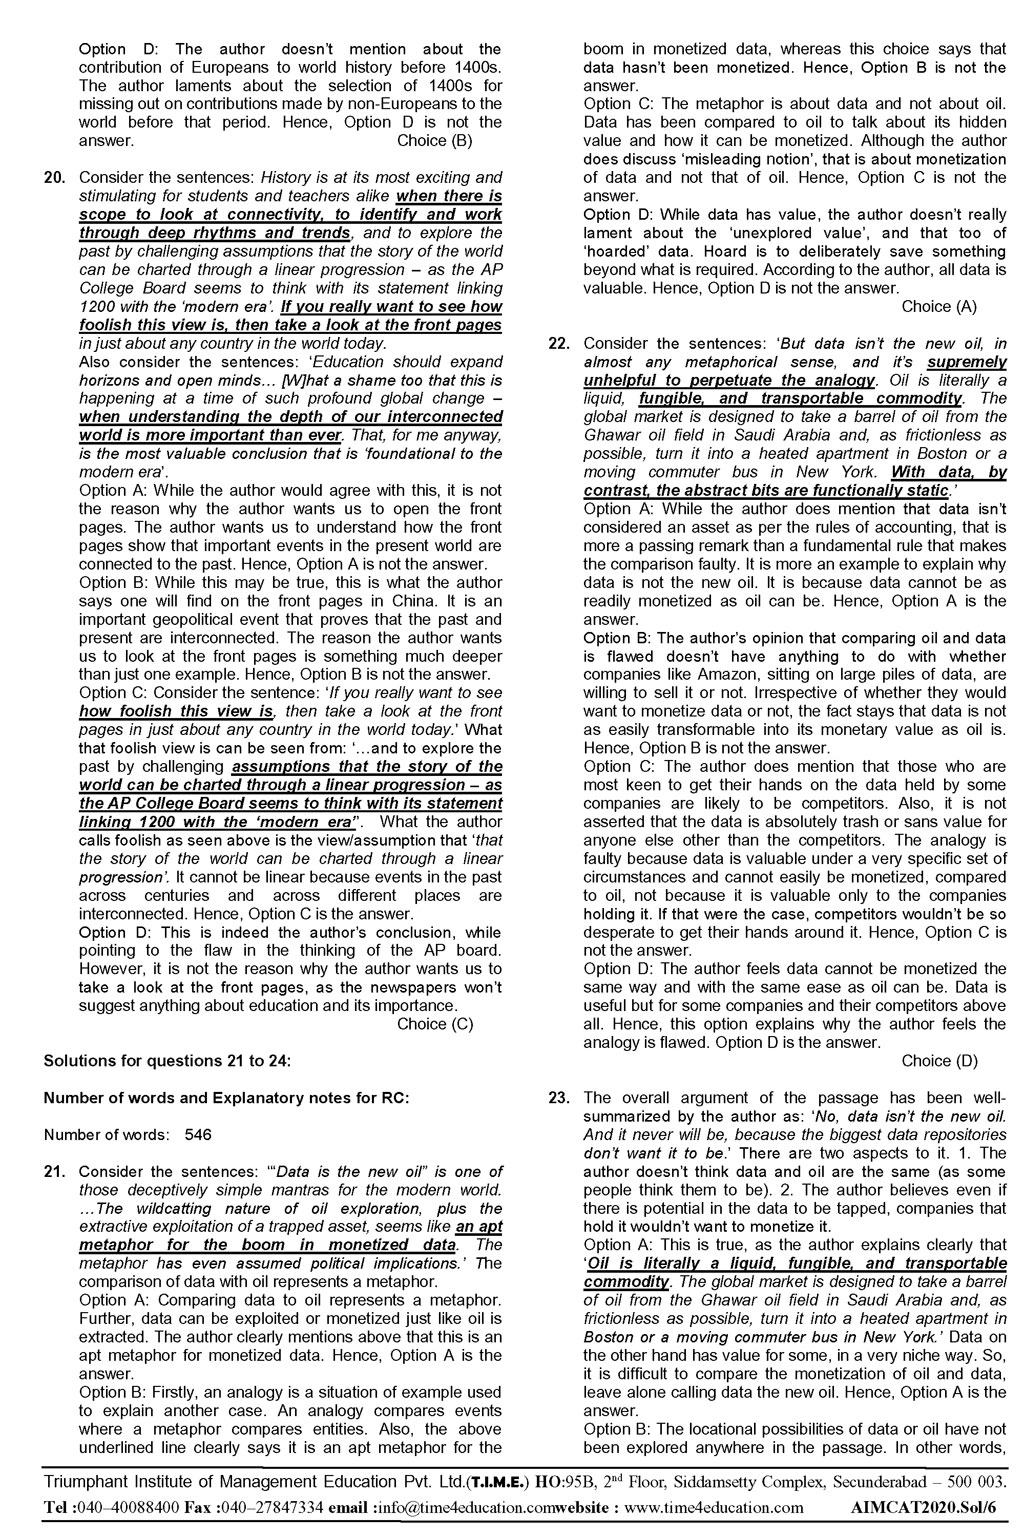 Option D: The author doesn't mention about the
contribution of Europeans to world history before 1400s.
The author laments about the selection of 1400s for
missing out on contributions made by non-Europeans to the
world before that period. Hence, Option D is not the
answer. Choice (B)
20. Consider the sentences: History is at its most exciting and
stimulating for students and teachers alike when there is
scope to look at connectivity, to identify and work
through deep rhythms and trends, and to explore the
past by challenging assumptions that the story of the world
can be charted through a linear progression – as the AP
College Board seems to think with its statement linking
1200 with the 'modern era'. If you really want to see how
foolish this view is, then take a look at the front pages
in just about any country in the world today.
Also consider the sentences: 'Education should expand
horizons and open minds… [W]hat a shame too that this is
happening at a time of such profound global change –
when understanding the depth of our interconnected
world is more important than ever. That, for me anyway,
is the most valuable conclusion that is 'foundational to the
modern era'.
Option A: While the author would agree with this, it is not
the reason why the author wants us to open the front
pages. The author wants us to understand how the front
pages show that important events in the present world are
connected to the past. Hence, Option A is not the answer.
Option B: While this may be true, this is what the author
says one will find on the front pages in China. It is an
important geopolitical event that proves that the past and
present are interconnected. The reason the author wants
us to look at the front pages is something much deeper
than just one example. Hence, Option B is not the answer.
Option C: Consider the sentence: 'If you really want to see
how foolish this view is, then take a look at the front
pages in just about any country in the world today.' What
that foolish view is can be seen from: '…and to explore the
past by challenging assumptions that the story of the
world can be charted through a linear progression – as
the AP College Board seems to think with its statement
linking 1200 with the 'modern era''. What the author
calls foolish as seen above is the view/assumption that 'that
the story of the world can be charted through a linear
progression'. It cannot be linear because events in the past
across centuries and across different places are
interconnected. Hence, Option C is the answer.
Option D: This is indeed the author's conclusion, while
pointing to the flaw in the thinking of the AP board.
However, it is not the reason why the author wants us to
take a look at the front pages, as the newspapers won't
suggest anything about education and its importance.
Choice (C)
Solutions for questions 21 to 24:
Number of words and Explanatory notes for RC:
Number of words: 546
21. Consider the sentences: '"Data is the new oil" is one of
those deceptively simple mantras for the modern world.
…The wildcatting nature of oil exploration, plus the
extractive exploitation of a trapped asset, seems like an apt
metaphor for the boom in monetized data. The
metaphor has even assumed political implications.' The
comparison of data with oil represents a metaphor.
Option A: Comparing data to oil represents a metaphor.
Further, data can be exploited or monetized just like oil is
extracted. The author clearly mentions above that this is an
apt metaphor for monetized data. Hence, Option A is the
answer.
Option B: Firstly, an analogy is a situation of example used
to explain another case. An analogy compares events
where a metaphor compares entities. Also, the above
underlined line clearly says it is an apt metaphor for the
boom in monetized data, whereas this choice says that
data hasn't been monetized. Hence, Option B is not the
answer.
Option C: The metaphor is about data and not about oil.
Data has been compared to oil to talk about its hidden
value and how it can be monetized. Although the author
does discuss 'misleading notion', that is about monetization
of data and not that of oil. Hence, Option C is not the
answer.
Option D: While data has value, the author doesn't really
lament about the 'unexplored value', and that too of
'hoarded' data. Hoard is to deliberately save something
beyond what is required. According to the author, all data is
valuable. Hence, Option D is not the answer.
Choice (A)
22. Consider the sentences: 'But data isn't the new oil, in
almost any metaphorical sense, and it's supremely
unhelpful to perpetuate the analogy. Oil is literally a
liquid, fungible, and transportable commodity. The
global market is designed to take a barrel of oil from the
Ghawar oil field in Saudi Arabia and, as frictionless as
possible, turn it into a heated apartment in Boston or a
moving commuter bus in New York. With data, by
contrast, the abstract bits are functionally static.'
Option A: While the author does mention that data isn't
considered an asset as per the rules of accounting, that is
more a passing remark than a fundamental rule that makes
the comparison faulty. It is more an example to explain why
data is not the new oil. It is because data cannot be as
readily monetized as oil can be. Hence, Option A is the
answer.
Option B: The author's opinion that comparing oil and data
is flawed doesn't have anything to do with whether
companies like Amazon, sitting on large piles of data, are
willing to sell it or not. Irrespective of whether they would
want to monetize data or not, the fact stays that data is not
as easily transformable into its monetary value as oil is.
Hence, Option B is not the answer.
Option C: The author does mention that those who are
most keen to get their hands on the data held by some
companies are likely to be competitors. Also, it is not
asserted that the data is absolutely trash or sans value for
anyone else other than the competitors. The analogy is
faulty because data is valuable under a very specific set of
circumstances and cannot easily be monetized, compared
to oil, not because it is valuable only to the companies
holding it. If that were the case, competitors wouldn't be so
desperate to get their hands around it. Hence, Option C is
not the answer.
Option D: The author feels data cannot be monetized the
same way and with the same ease as oil can be. Data is
useful but for some companies and their competitors above
all. Hence, this option explains why the author feels the
analogy is flawed. Option D is the answer.
Choice (D)
23. The overall argument of the passage has been well-
summarized by the author as: 'No, data isn't the new oil.
And it never will be, because the biggest data repositories
don't want it to be.' There are two aspects to it. 1. The
author doesn't think data and oil are the same (as some
people think them to be). 2. The author believes even if
there is potential in the data to be tapped, companies that
hold it wouldn't want to monetize it.
Option A: This is true, as the author explains clearly that
'Oil is literally a liquid, fungible, and transportable
commodity. The global market is designed to take a barrel
of oil from the Ghawar oil field in Saudi Arabia and, as
frictionless as possible, turn it into a heated apartment in
Boston or a moving commuter bus in New York.' Data on
the other hand has value for some, in a very niche way. So,
it is difficult to compare the monetization of oil and data,
leave alone calling data the new oil. Hence, Option A is the
answer.
Option B: The locational possibilities of data or oil have not
been explored anywhere in the passage. In other words,
Triumphant Institute of Management Education Pvt. Ltd.(T.I.M.E.) HO:95B, 2nd Floor, Siddamsetty Complex, Secunderabad – 500 003.
Tel :040–40088400 Fax :040–27847334 email :info@time4education.comwebsite : www.time4education.com AIMCAT2020.Sol/6